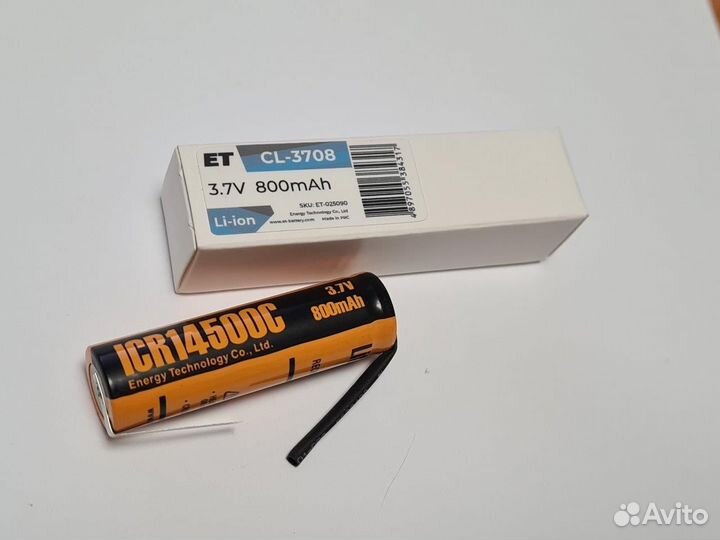 ET CL-3708
3.7V 800mAh
SKU: ET-025090
Energy Technology Co., Ltd
Li-ion www.et-battery.com Made in PRC
4897055384317
ICR14500C
Energy Technology Co., Ltd.
3.7V
800mAh
Avito